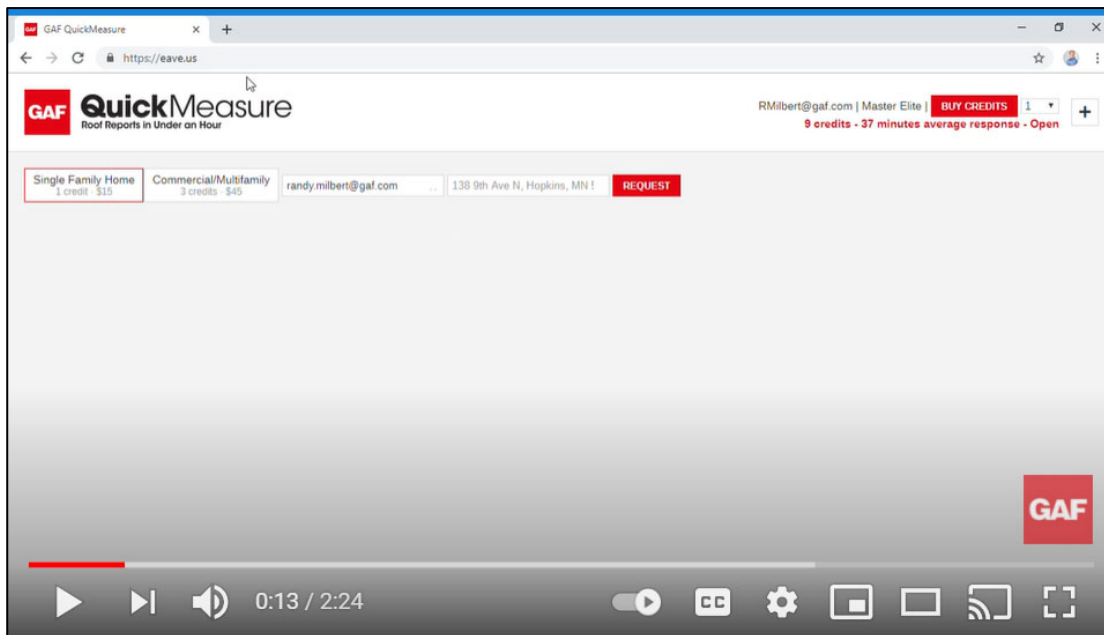 GAF QuickMeasure
https://eave.us
GAF QuickMeasure
Roof Reports in Under an Hour
RMilbert@gaf.com | Master Elite | BUY CREDITS 1
9 credits - 37 minutes average response - Open
+
Single Family Home
1 credit - $15
Commercial/Multifamily
3 credits - $45
randy.milbert@gaf.com
138 9th Ave N, Hopkins, MN !
REQUEST
GAF
0:13 / 2:24
CC